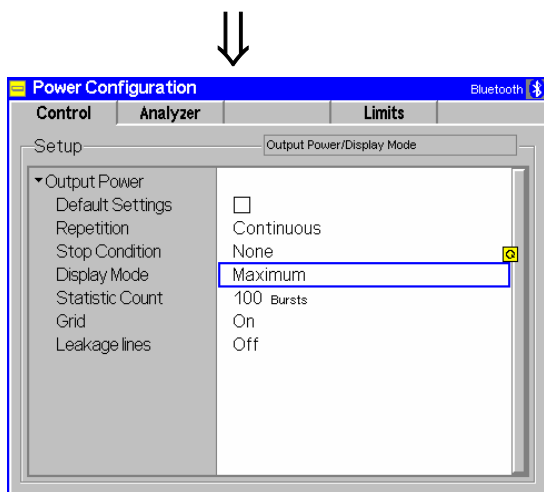 Power Configuration Bluetooth
Control Analyzer Limits
Setup Output Power/Display Mode
Output Power
Default Settings
Repetition Continuous
Stop Condition None
Q
Display Mode Maximum
Statistic Count 100 Bursts
Grid On
Leakage lines Off